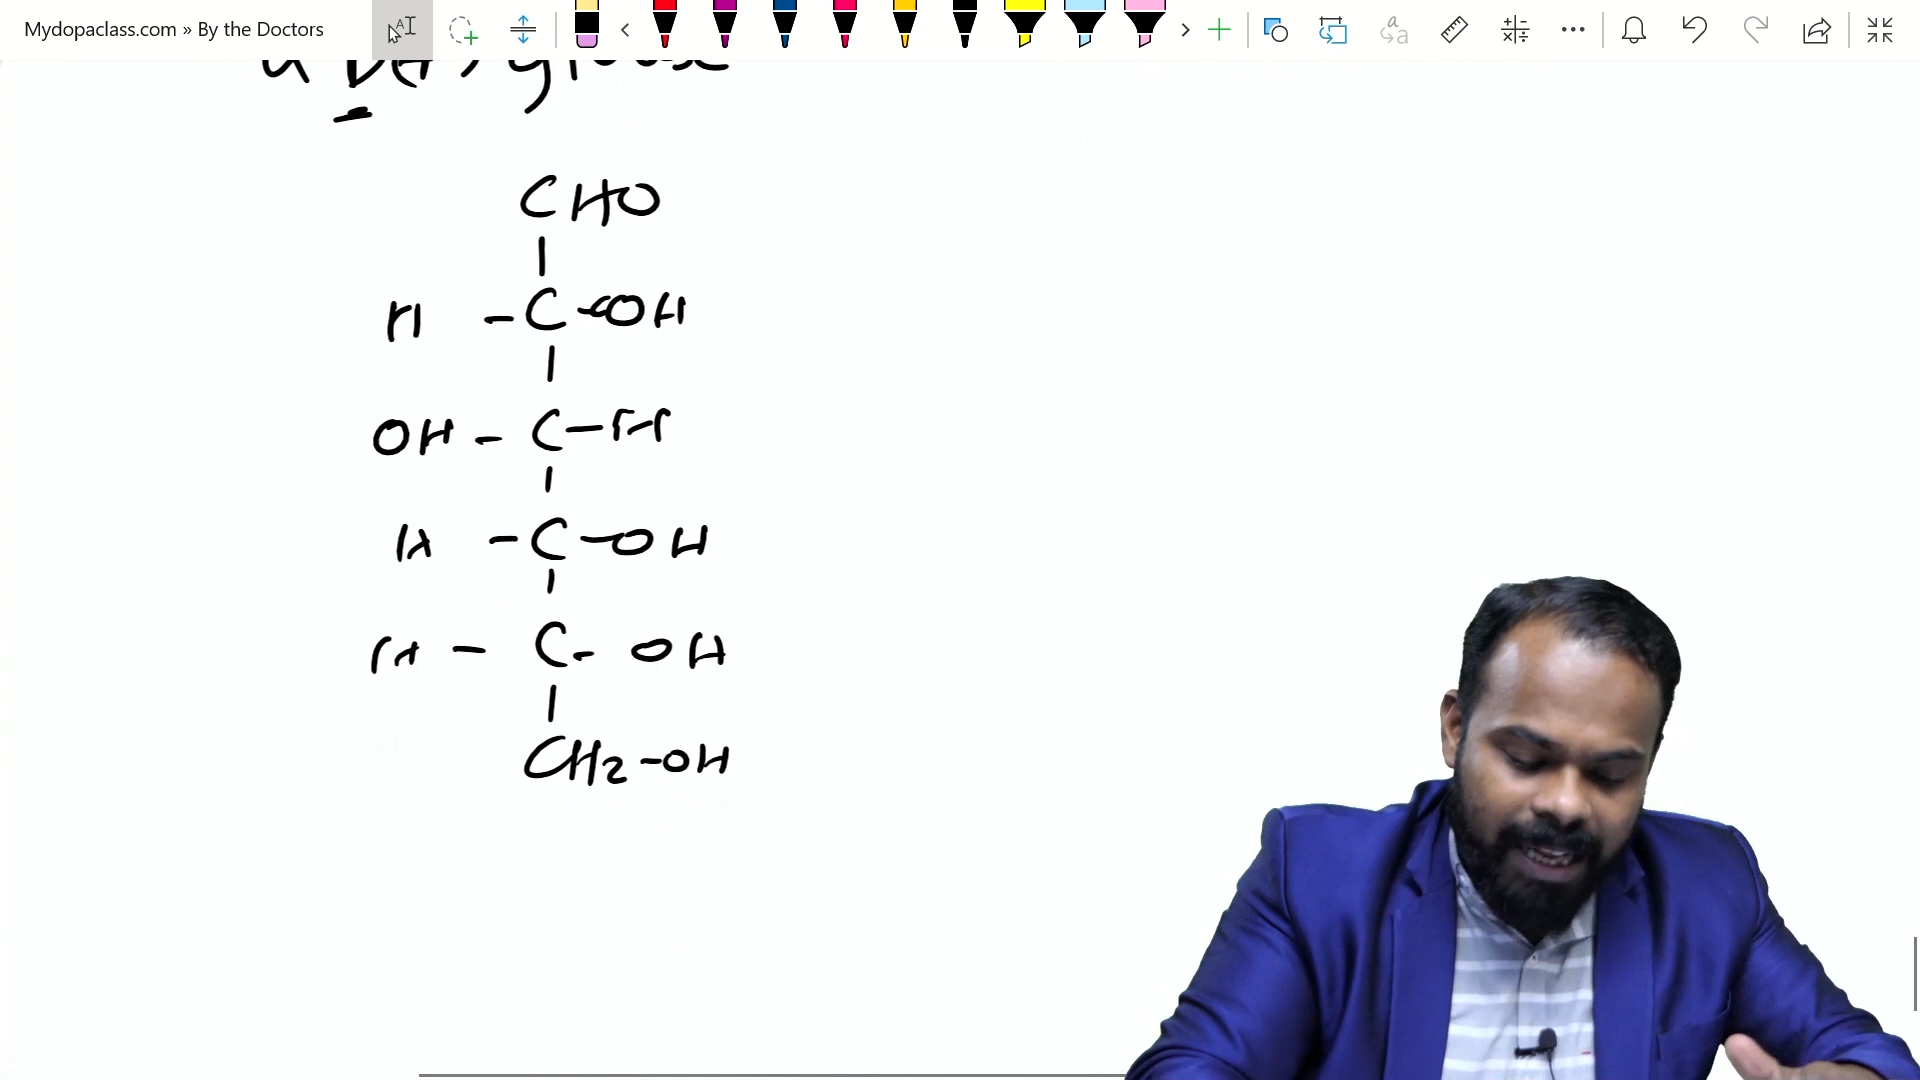 Mydopaclass.com » By the Doctors
CHO
H - C - OH
OH - C - H
H - C - OH
H - C - OH
CH2 - OH